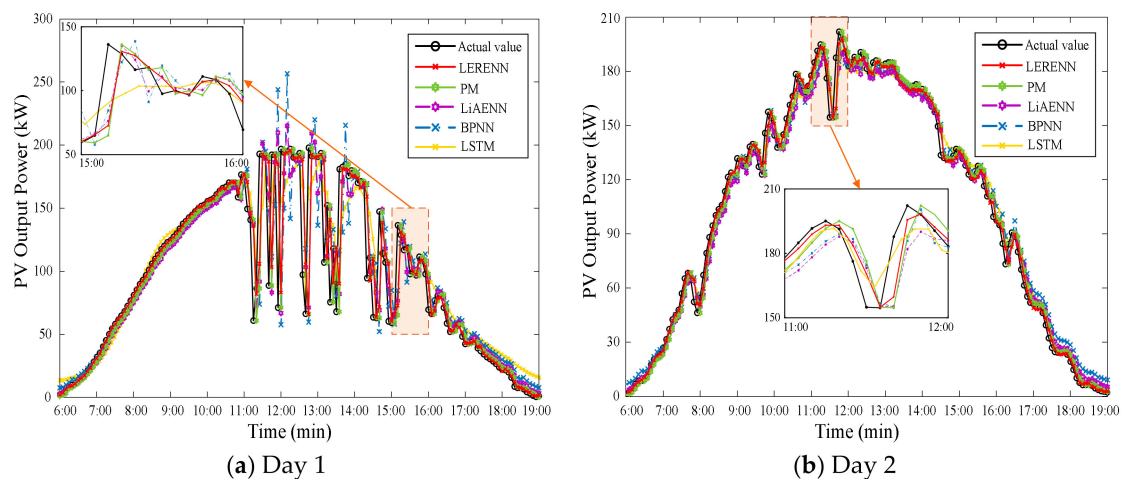 300
250
200
150
100
50
0
PV Output Power (kW)
6:00 7:00 8:00 9:00 10:00 11:00 12:00 13:00 14:00 15:00 16:00 17:00 18:00 19:00
Time (min)
150
100
50
15:00 16:00
Actual value
LERENN
PM
LiAENN
BPNN
LSTM
(a) Day 1
210
180
150
120
90
60
30
0
PV Output Power (kW)
6:00 7:00 8:00 9:00 10:00 11:00 12:00 13:00 14:00 15:00 16:00 17:00 18:00 19:00
Time (min)
Actual value
LERENN
PM
LiAENN
BPNN
LSTM
210
180
150
11:00 12:00
(b) Day 2